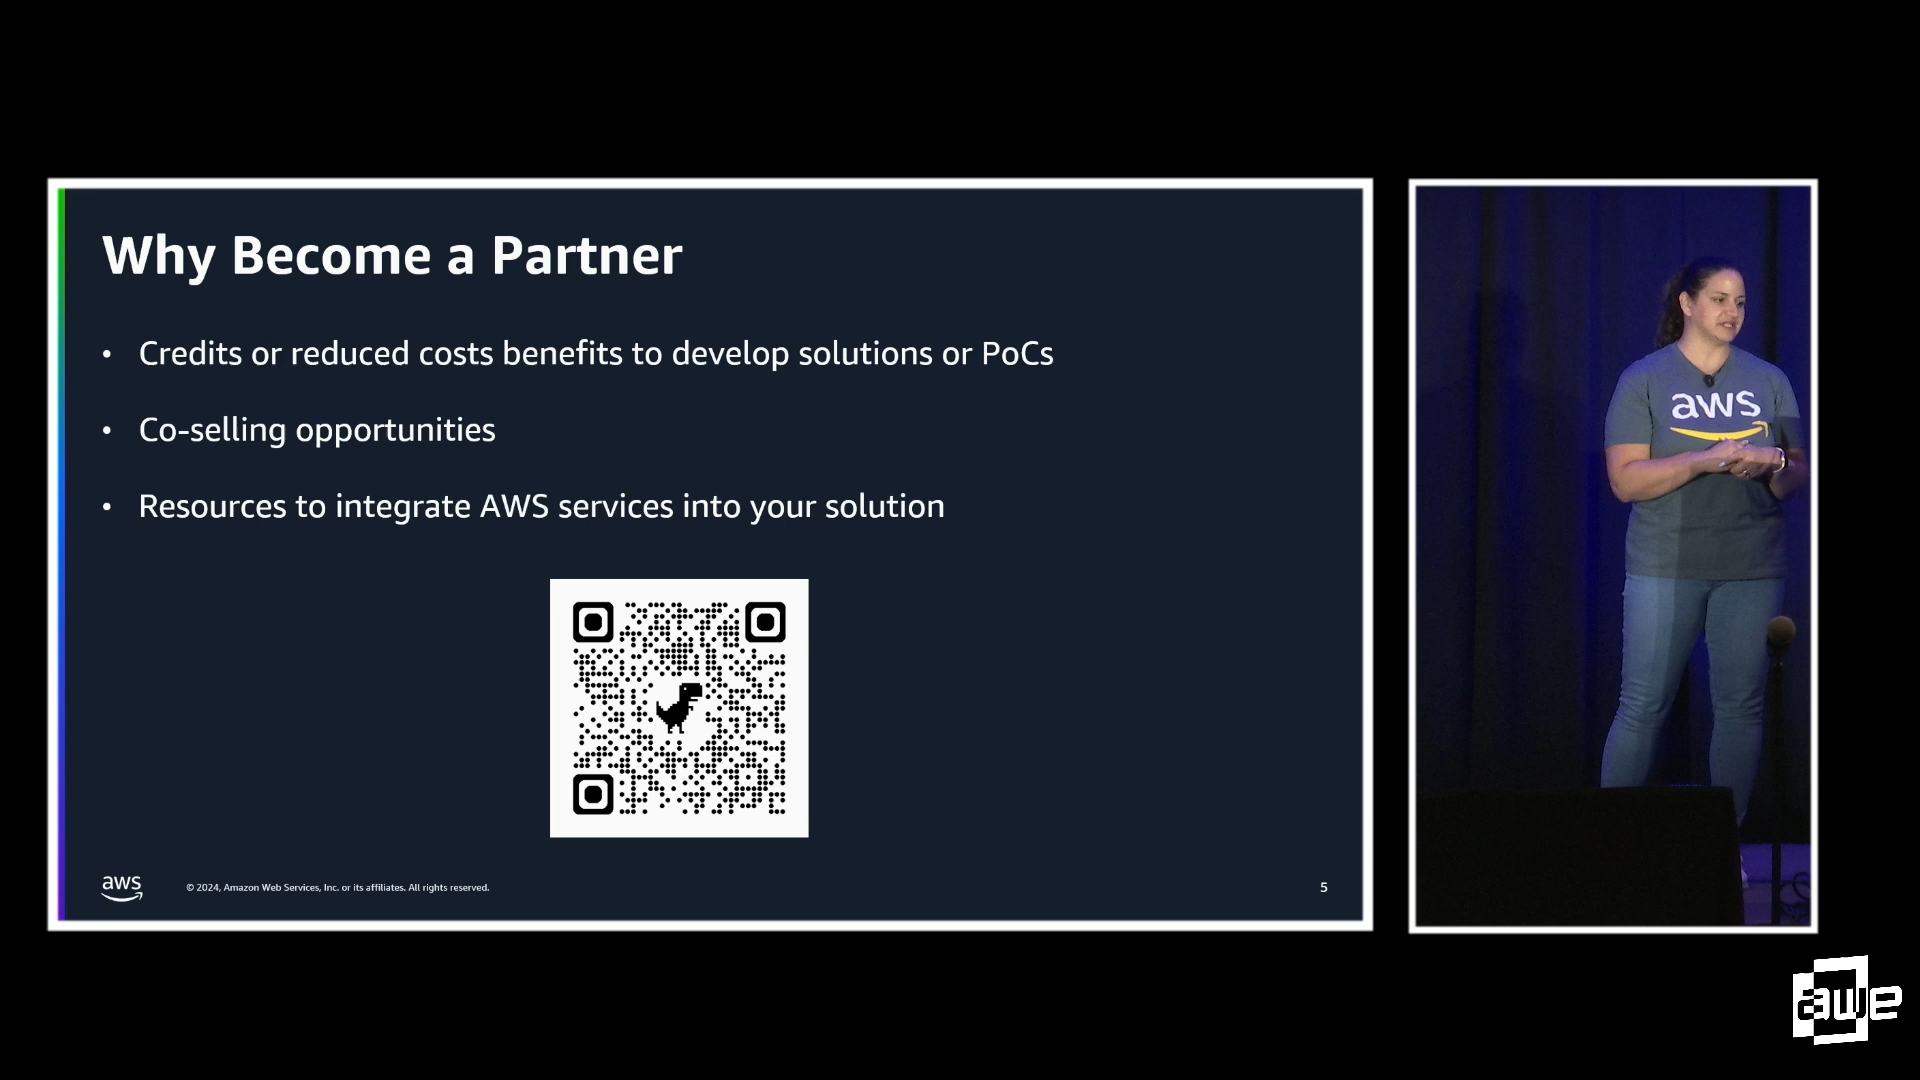 Why Become a Partner
• Credits or reduced costs benefits to develop solutions or PoCs
• Co-selling opportunities
• Resources to integrate AWS services into your solution
aws
© 2024, Amazon Web Services, Inc. or its affiliates. All rights reserved.
5
aws
awe